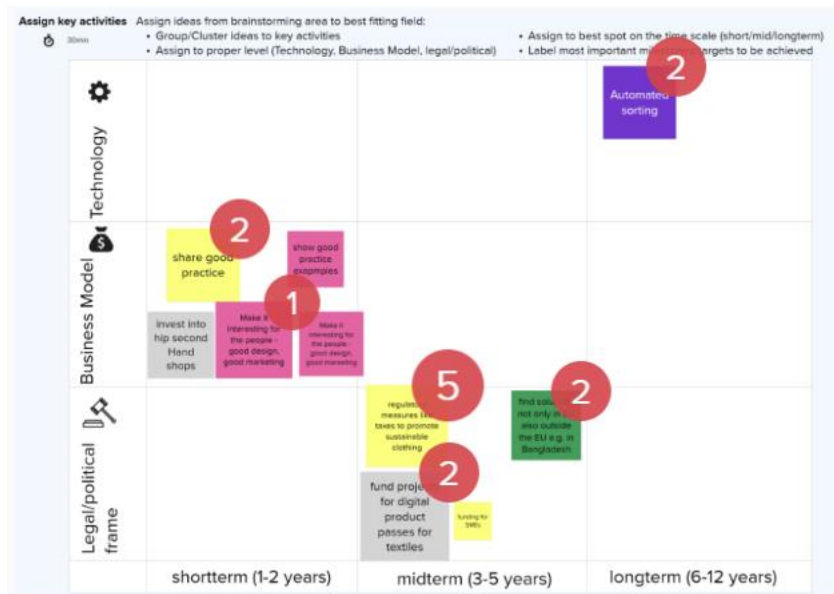 Assign key activities Assign ideas from brainstorming area to best fitting field:
30min
• Group/Cluster ideas to key activities
• Assign to proper level (Technology, Business Model, legal/political)
• Assign to best spot on the time scale (short/mid/longterm)
• Label most important targets to be achieved
Technology
2
Automated
sorting
Business Model
$
2
share good
practice
show good
practice
exapmples
1
invest into
hip second
Hand
shops
Make it
interesting for
the people -
good design,
good marketing
Make it
interesting for
the people -
good design,
good marketing
Legal/political
frame
5
measures
taxes to promote
sustainable
clothing
2
find
not only in
also outside
the EU e.g. in
Bangladesh
2
fund
for digital
product
passes for
textiles
funding for
SMEs
shortterm (1-2 years)
midterm (3-5 years)
longterm (6-12 years)